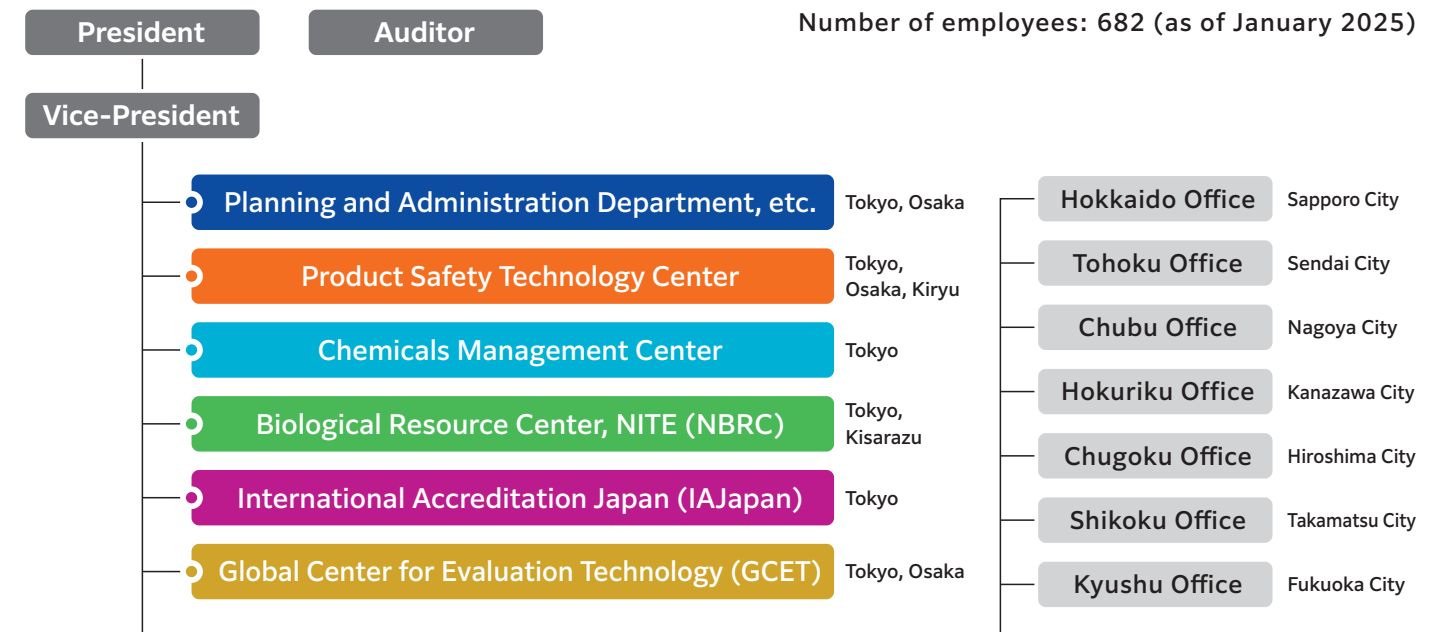 President
Auditor
Number of employees: 682 (as of January 2025)
Vice-President
Planning and Administration Department, etc.
Tokyo, Osaka
Product Safety Technology Center
Tokyo,
Osaka, Kiryu
Chemicals Management Center
Tokyo
Biological Resource Center, NITE (NBRC)
Tokyo,
Kisarazu
International Accreditation Japan (IAJapan)
Tokyo
Global Center for Evaluation Technology (GCET)
Tokyo, Osaka
Hokkaido Office
Sapporo City
Tohoku Office
Sendai City
Chubu Office
Nagoya City
Hokuriku Office
Kanazawa City
Chugoku Office
Hiroshima City
Shikoku Office
Takamatsu City
Kyushu Office
Fukuoka City